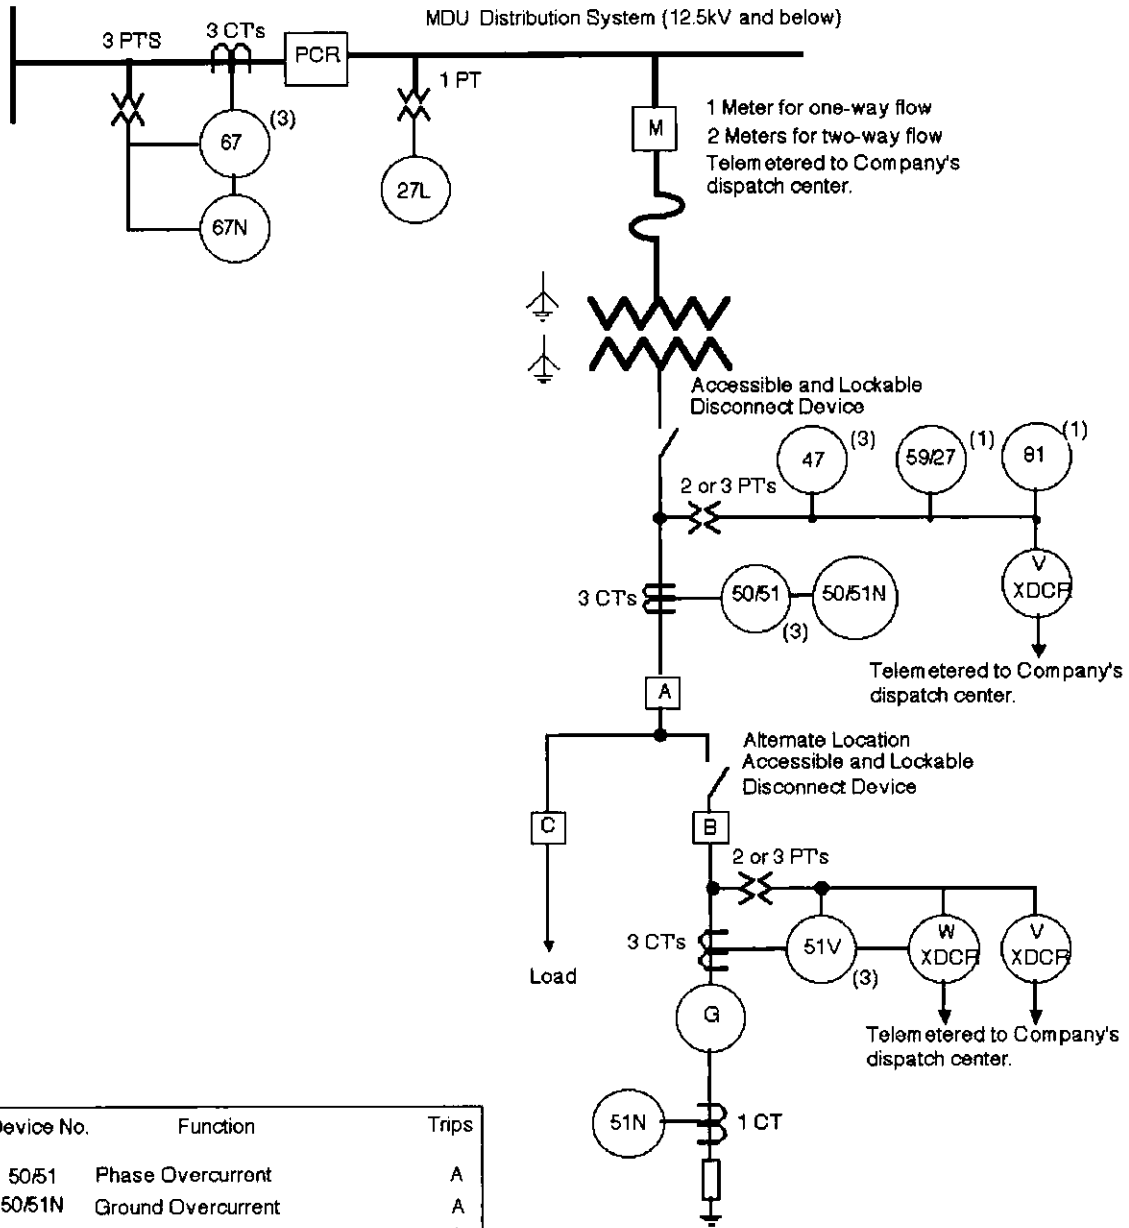 MDU Distribution System (12.5kV and below)
3 PTS
3 CT's
PCR
1 PT
67
(3)
67N
27L
M
1 Meter for one-way flow
2 Meters for two-way flow
Telemetered to Company's
dispatch center.
Accessible and Lockable
Disconnect Device
47
(3)
59/27
(1)
81
(1)
2 or 3 PT's
3 CT's
50/51
(3)
50/51N
V
XDCR
Telemetered to Company's
dispatch center.
A
Alternate Location
Accessible and Lockable
Disconnect Device
C
B
2 or 3 PT's
3 CT's
51V
(3)
W
XDCR
V
XDCR
Load
G
Telemetered to Company's
dispatch center.
51N
1 CT
Device No. Function Trips
50/51 Phase Overcurrent A
50/51N Ground Overcurrent A